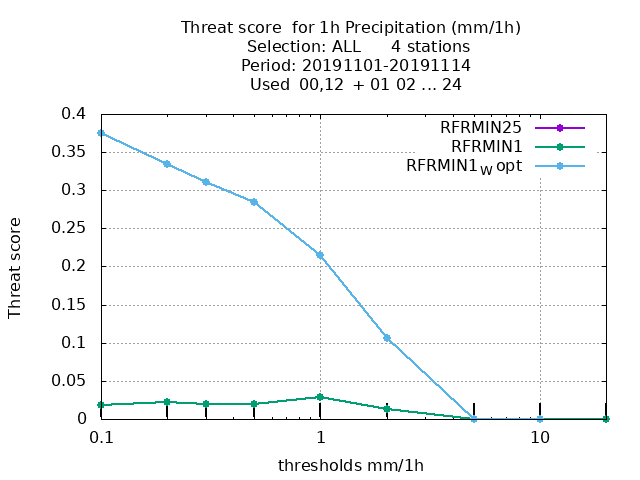 Threat score  for 1h Precipitation (mm/1h)
Selection: ALL      4 stations
Period: 20191101-20191114
Used  00,12  + 01 02 ... 24
RFRMIN25
RFRMIN1
RFRMIN1W opt
0.4
0.35
0.3
0.25
0.2
0.15
0.1
0.05
0
Threat score
0.1 1 10
thresholds mm/1h